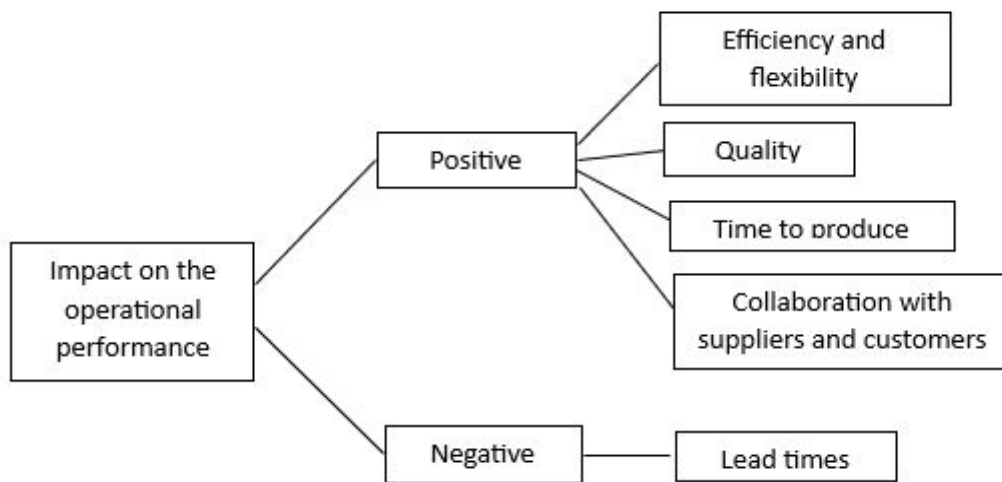 Efficiency and
flexibility
Positive
Quality
Time to produce
Impact on the
operational
performance
Collaboration with
suppliers and customers
Negative
Lead times